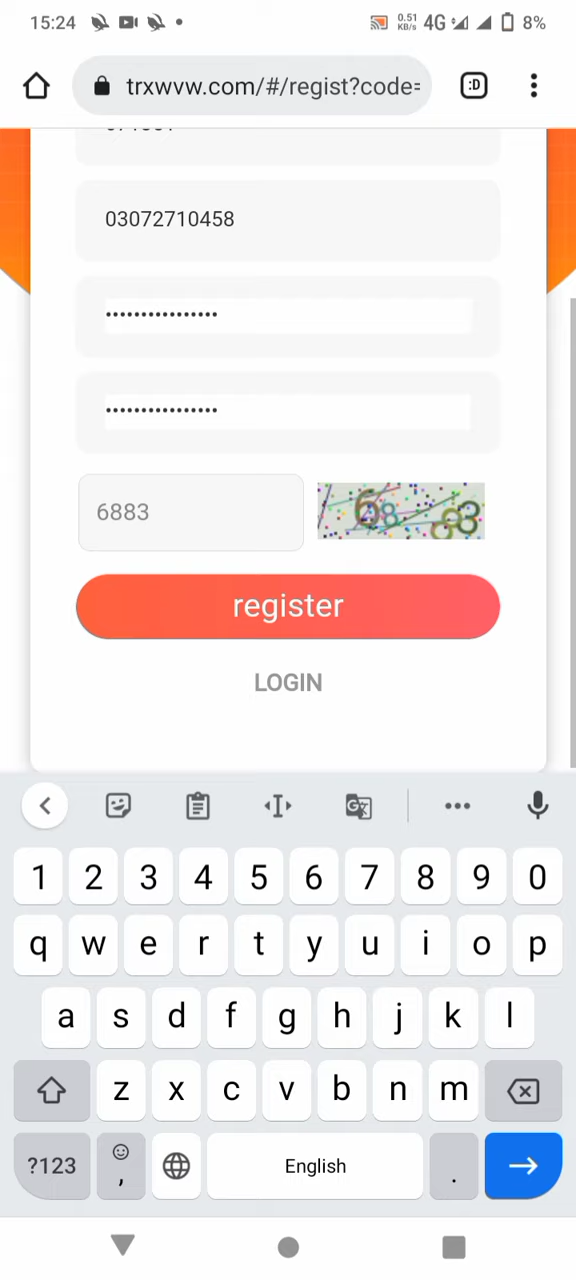 15:24
0.51 KB/s 4G 8%
:D
trxwvw.com/#/regist?code=
03072710458
••••••••••••••••
••••••••••••••••
6883
6883
register
LOGIN
1 2 3 4 5 6 7 8 9 0
q w e r t y u i o p
a s d f g h j k l
z x c v b n m
?123 , English .